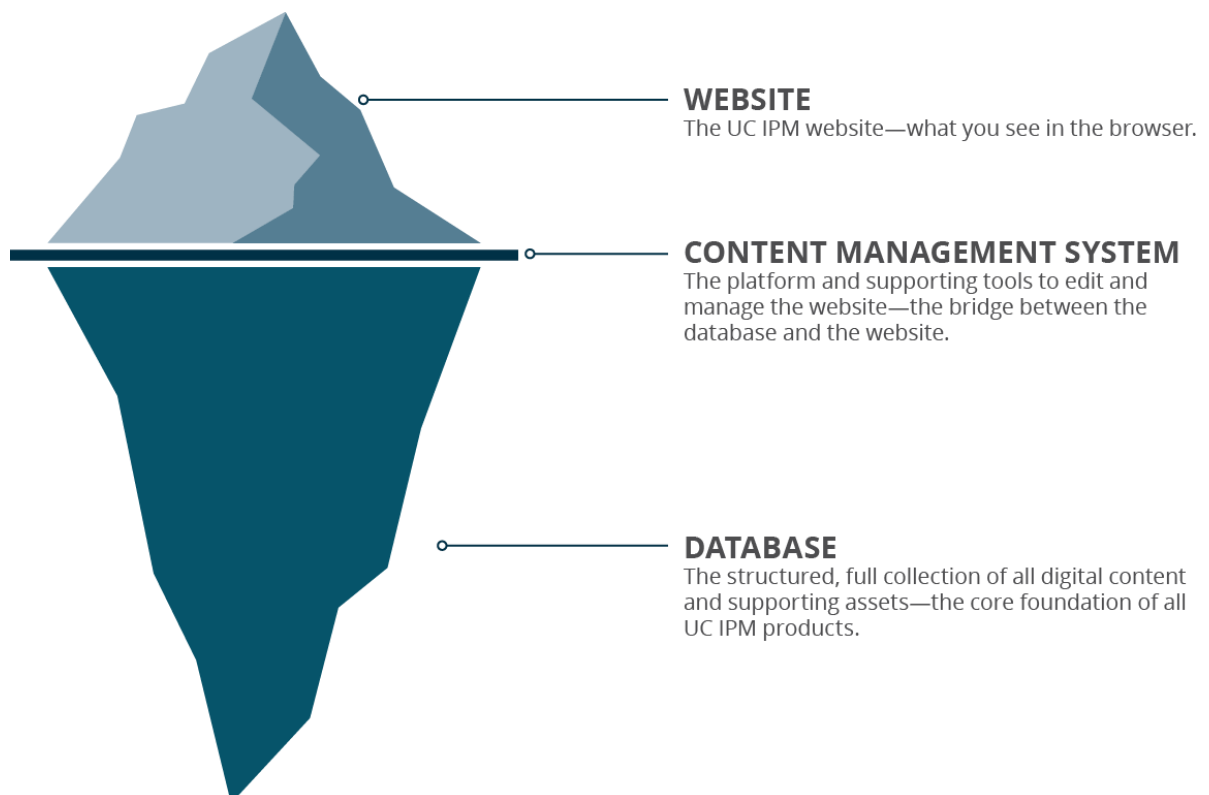 WEBSITE
The UC IPM website—what you see in the browser.
CONTENT MANAGEMENT SYSTEM
The platform and supporting tools to edit and
manage the website—the bridge between the
database and the website.
DATABASE
The structured, full collection of all digital content
and supporting assets—the core foundation of all
UC IPM products.